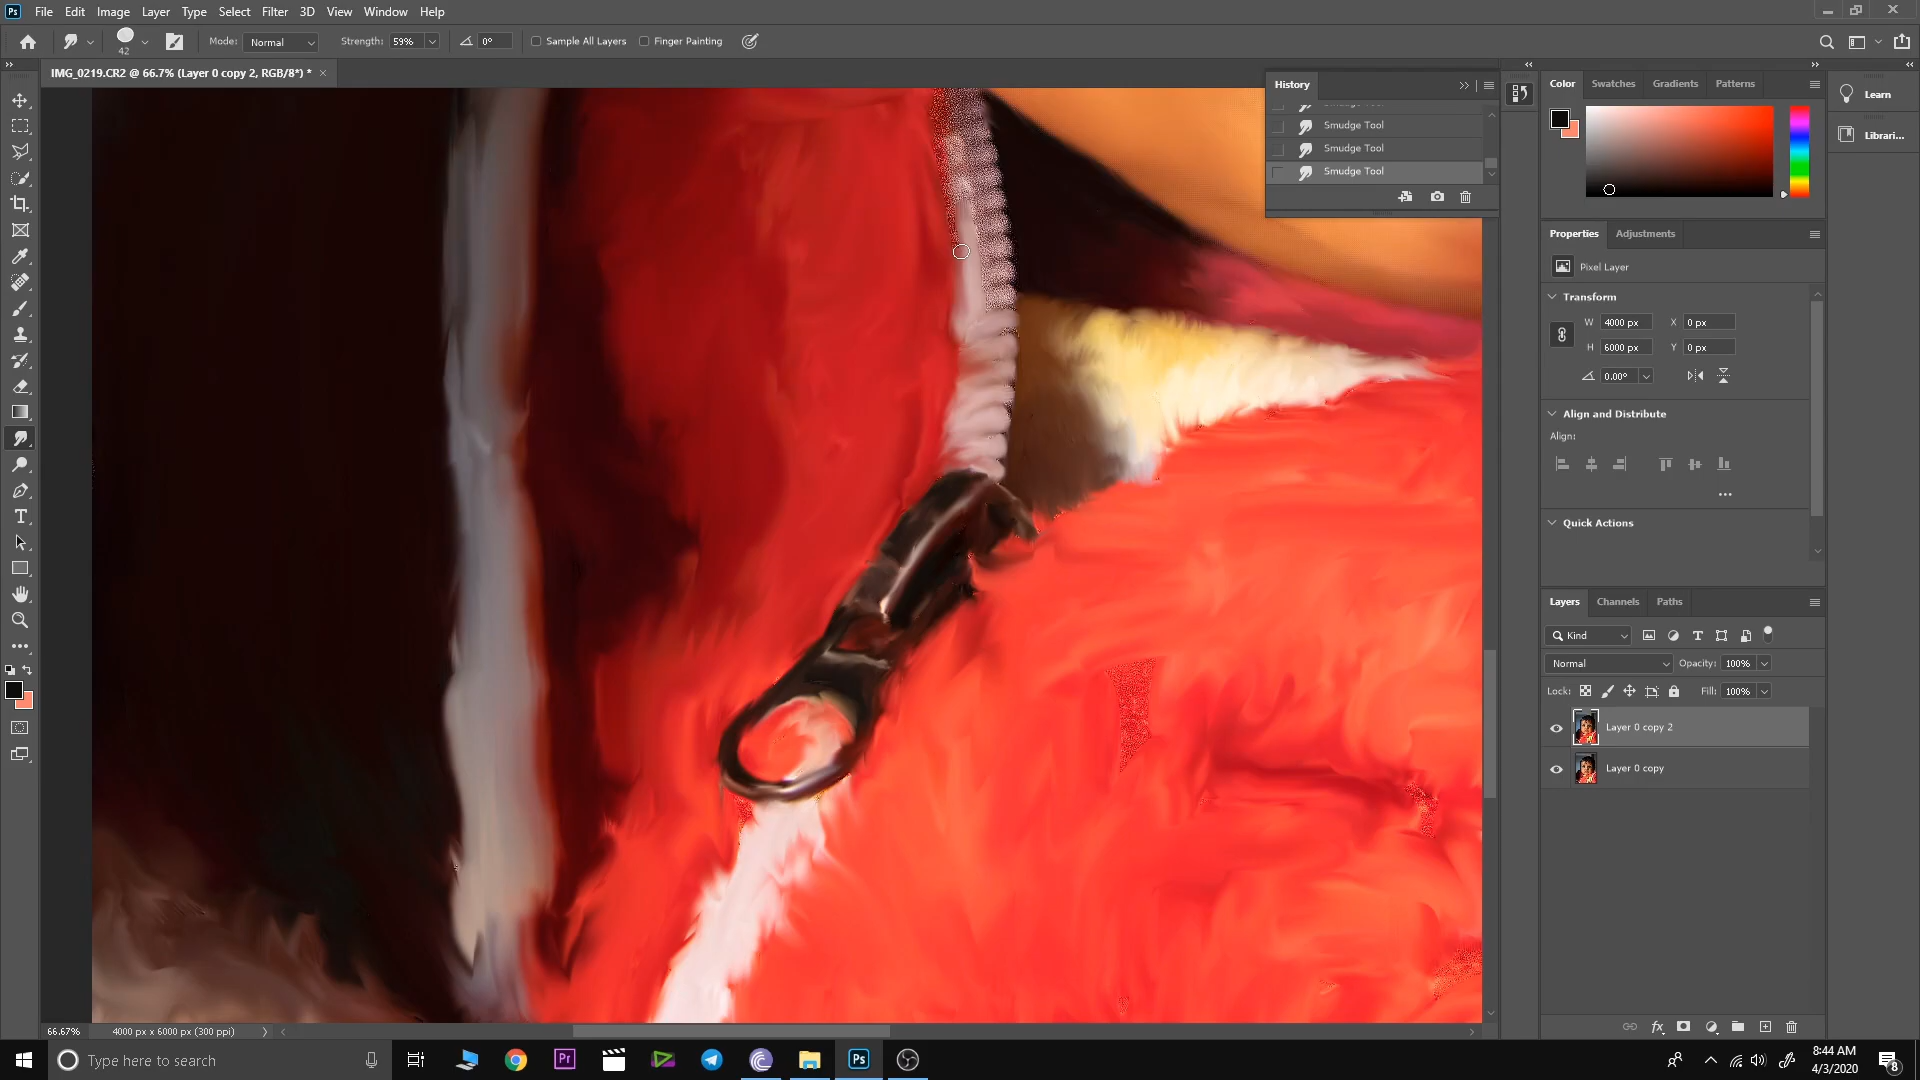 Ps File Edit Image Layer Type Select Filter 3D View Window Help
42 Mode: Normal Strength: 59% 0° Sample All Layers Finger Painting
IMG_0219.CR2 @ 66.7% (Layer 0 copy 2, RGB/8*) * ×
History
Smudge Tool
Smudge Tool
Smudge Tool
Color Swatches Gradients Patterns
Learn
Librari...
Properties Adjustments
Pixel Layer
Transform
W 4000 px X 0 px
H 6000 px Y 0 px
0.00°
Align and Distribute
Align:
Quick Actions
Layers Channels Paths
Kind
Normal Opacity: 100%
Lock: Fill: 100%
Layer 0 copy 2
Layer 0 copy
66.67% 4000 px x 6000 px (300 ppi)
Type here to search
Pr
Ps
8:44 AM
4/3/2020
8